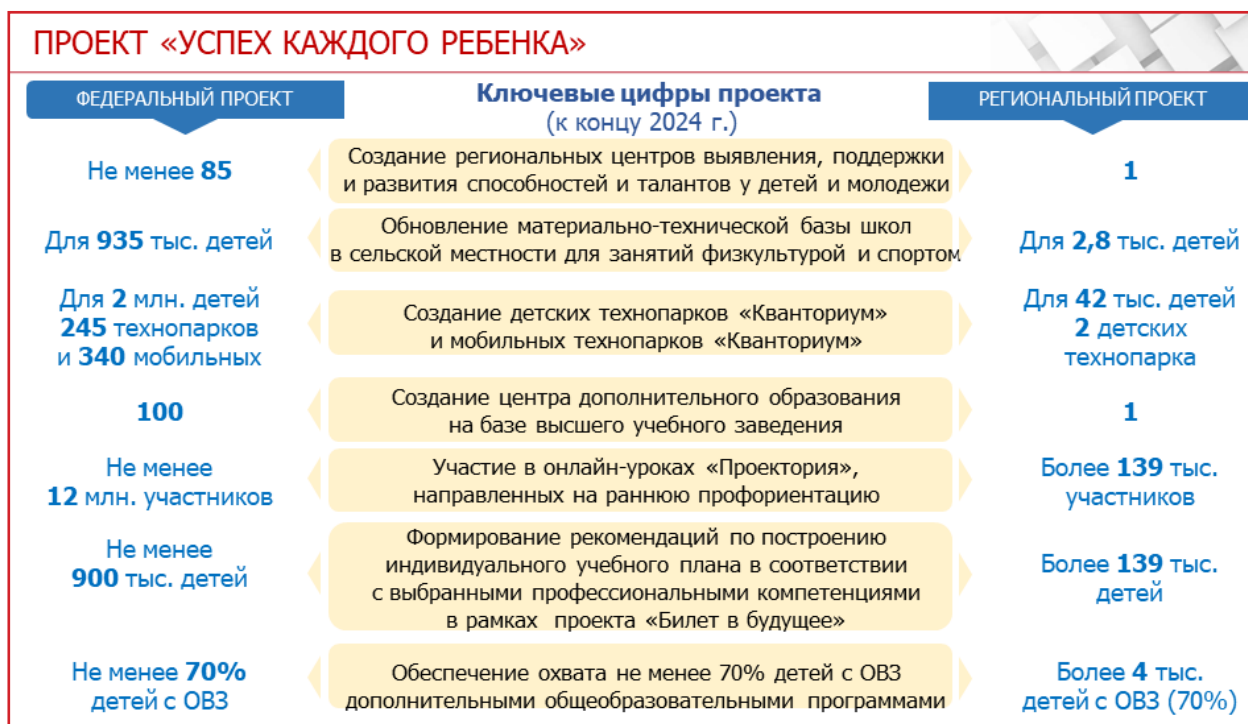 ПРОЕКТ «УСПЕХ КАЖДОГО РЕБЕНКА»
ФЕДЕРАЛЬНЫЙ ПРОЕКТ
Ключевые цифры проекта
(к концу 2024 г.)
РЕГИОНАЛЬНЫЙ ПРОЕКТ
Не менее 85
Создание региональных центров выявления, поддержки
и развития способностей и талантов у детей и молодежи
1
Для 935 тыс. детей
Обновление материально-технической базы школ
в сельской местности для занятий физкультурой и спортом
Для 2,8 тыс. детей
Для 2 млн. детей
245 технопарков
и 340 мобильных
Создание детских технопарков «Кванториум»
и мобильных технопарков «Кванториум»
Для 42 тыс. детей
2 детских
технопарка
100
Создание центра дополнительного образования
на базе высшего учебного заведения
1
Не менее
12 млн. участников
Участие в онлайн-уроках «Проектория»,
направленных на раннюю профориентацию
Более 139 тыс.
участников
Не менее
900 тыс. детей
Формирование рекомендаций по построению
индивидуального учебного плана в соответствии
с выбранными профессиональными компетенциями
в рамках проекта «Билет в будущее»
Более 139 тыс.
детей
Не менее 70%
детей с ОВЗ
Обеспечение охвата не менее 70% детей с ОВЗ
дополнительными общеобразовательными программами
Более 4 тыс.
детей с ОВЗ (70%)